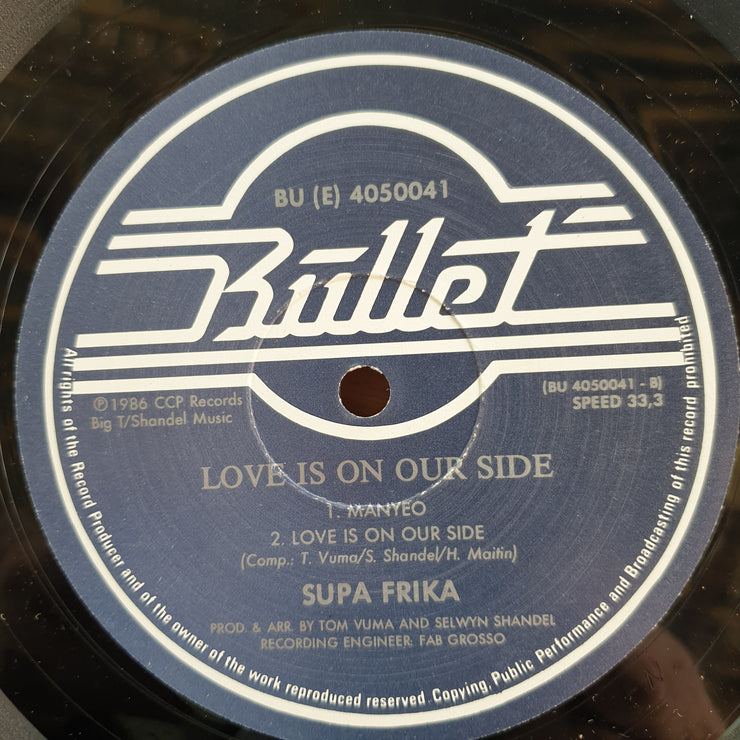 BU (E) 4050041
Bullet
℗1986 CCP Records
Big T/Shandel Music
(BU 4050041 - B)
SPEED 33,3
LOVE IS ON OUR SIDE
1. MANYEO
2. LOVE IS ON OUR SIDE
(Comp.: T. Vuma/S. Shandel/H. Maitin)
SUPA FRIKA
PROD. & ARR. BY TOM VUMA AND SELWYN SHANDEL
RECORDING ENGINEER: FAB GROSSO
All rights of the Record Producer and of the owner of the work reproduced reserved. Copying, Public Performance and Broadcasting of this record prohibited